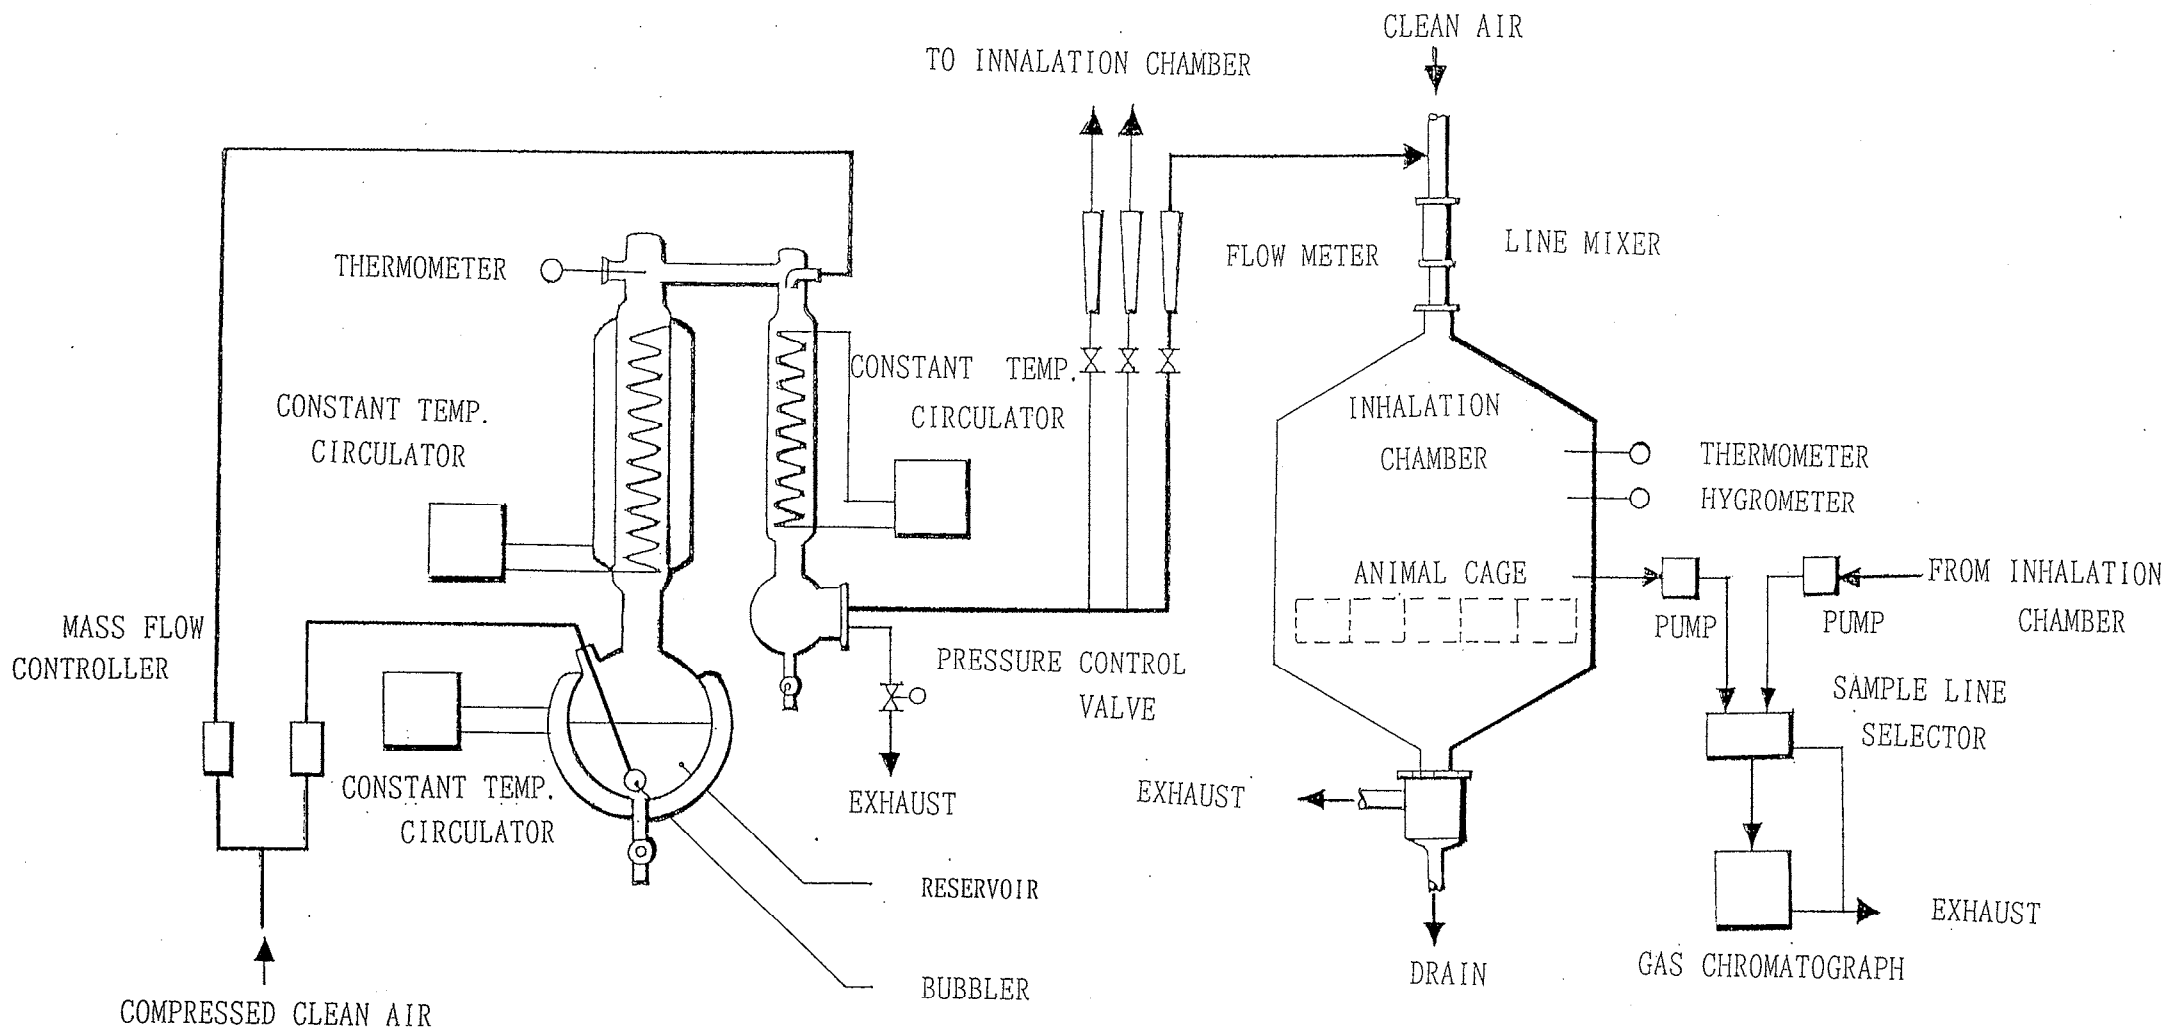 CLEAN AIR
TO INNALATION CHAMBER
THERMOMETER
FLOW METER
LINE MIXER
CONSTANT TEMP.
CIRCULATOR
CONSTANT TEMP.
CIRCULATOR
INHALATION
CHAMBER
THERMOMETER
HYGROMETER
ANIMAL CAGE
PUMP
PUMP
FROM INHALATION
CHAMBER
MASS FLOW
CONTROLLER
PRESSURE CONTROL
VALVE
SAMPLE LINE
SELECTOR
CONSTANT TEMP.
CIRCULATOR
EXHAUST
EXHAUST
RESERVOIR
BUBBLER
DRAIN
EXHAUST
GAS CHROMATOGRAPH
COMPRESSED CLEAN AIR